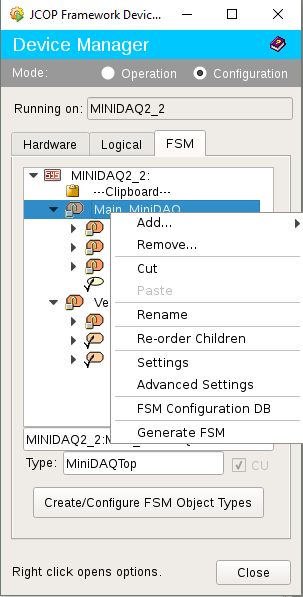 JCOP Framework Devic...
Device Manager
Mode: Operation Configuration
Running on: MINIDAQ2_2
Hardware Logical FSM
MINIDAQ2_2:
---Clipboard---
Main_MiniDAQ
Add...
Remove...
Cut
Ve
Paste
Rename
Re-order Children
Settings
Advanced Settings
FSM Configuration DB
Generate FSM
MINIDAQ2_2:M
Type: MiniDAQTop CU
Create/Configure FSM Object Types
Right click opens options. Close